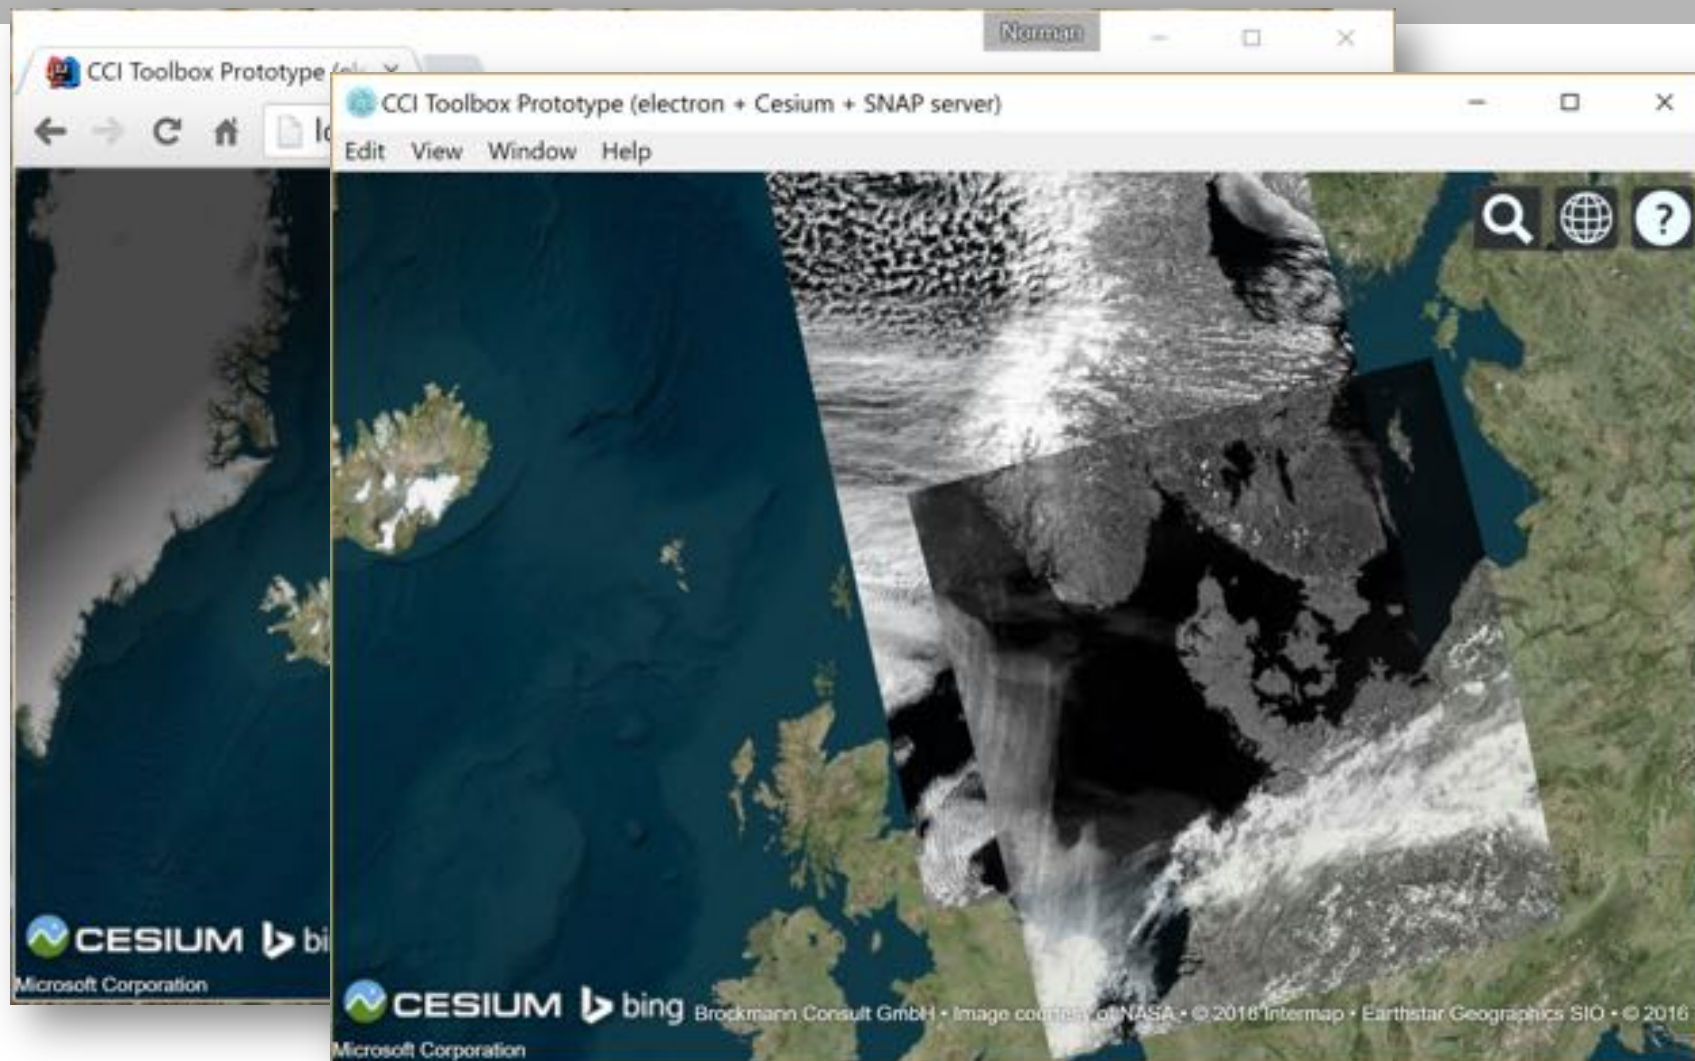 Norman
CCI Toolbox Prototype
CCI Toolbox Prototype (electron + Cesium + SNAP server)
Edit View Window Help
?
CESIUM bi
Microsoft Corporation
CESIUM bing Brockmann Consult GmbH • Image courtesy of NASA • © 2016 Intermap • Earthstar Geographics SIO • © 2016
Microsoft Corporation